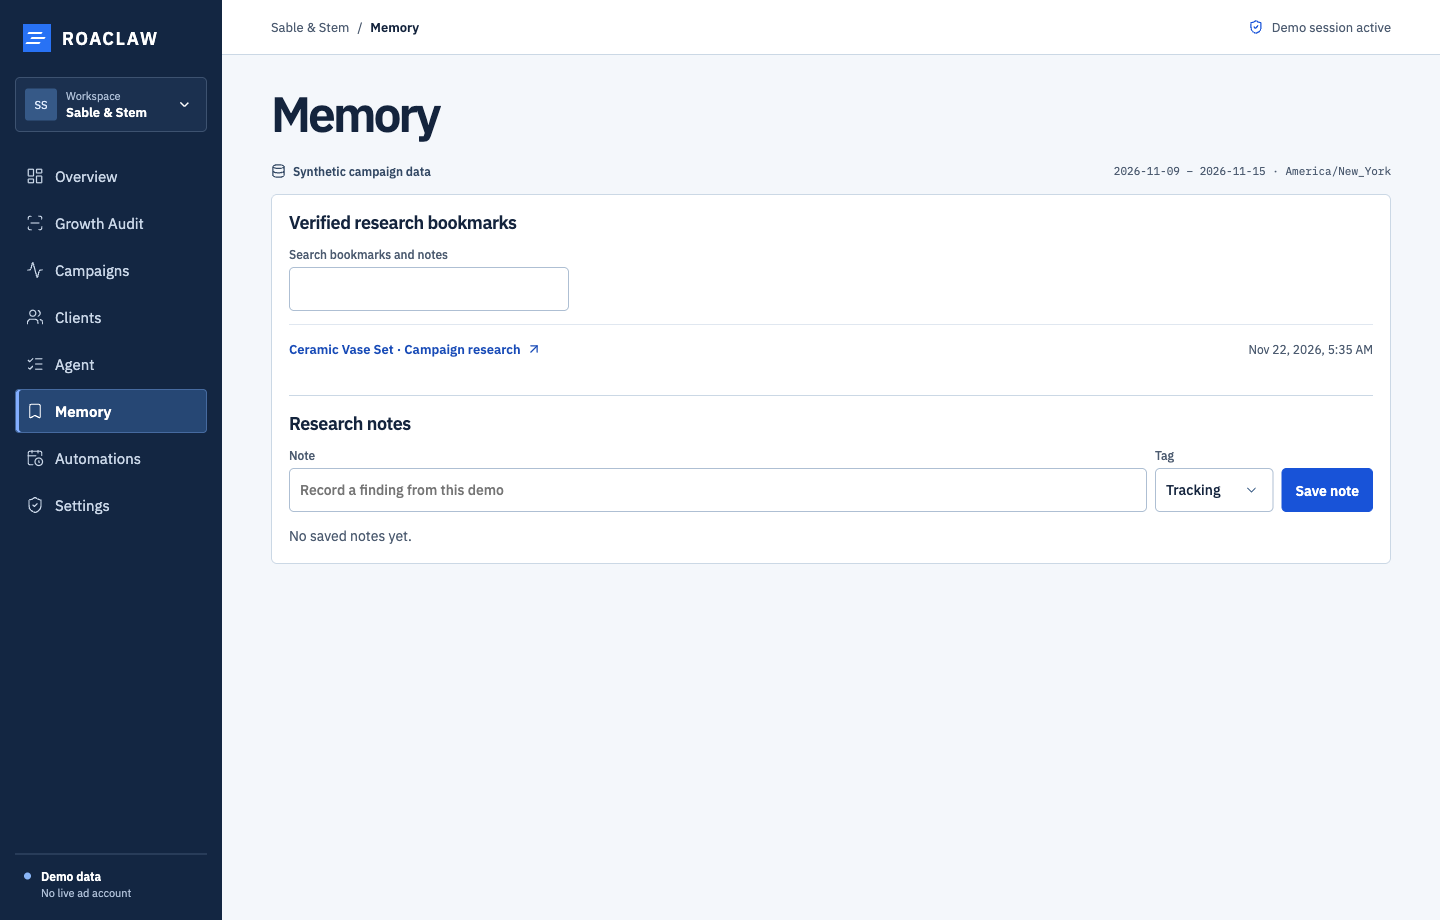 ROACLAW
SS
Workspace
Sable & Stem
Overview
Growth Audit
Campaigns
Clients
Agent
Memory
Automations
Settings
Demo data
No live ad account
Sable & Stem / Memory
Demo session active
Memory
Synthetic campaign data
2026-11-09 – 2026-11-15 · America/New_York
Verified research bookmarks
Search bookmarks and notes
Ceramic Vase Set · Campaign research
Nov 22, 2026, 5:35 AM
Research notes
Note
Tag
Record a finding from this demo
Tracking
Save note
No saved notes yet.